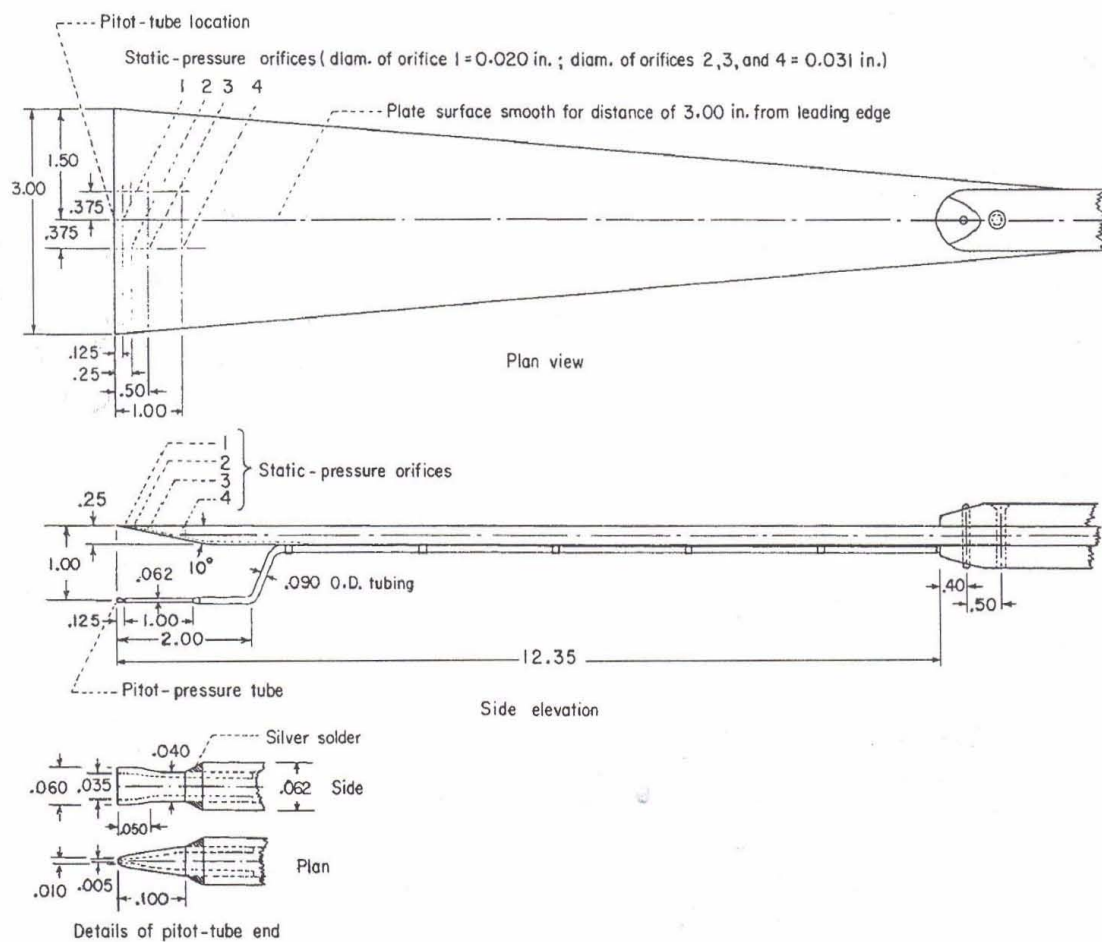 Pitot-tube location
Static-pressure orifices ( diam. of orifice 1 = 0.020 in. ; diam. of orifices 2, 3, and 4 = 0.031 in.)
1 2 3 4
Plate surface smooth for distance of 3.00 in. from leading edge
1.50
3.00
.375
.375
.125
.25
.50
1.00
Plan view
1
2
3
4
Static-pressure orifices
.25
1.00
.062
10°
.090 O.D. tubing
.40
.50
.125
1.00
2.00
12.35
Pitot-pressure tube
Side elevation
Silver solder
.040
.060
.035
.062
Side
.050
Plan
.010
.005
.100
Details of pitot-tube end